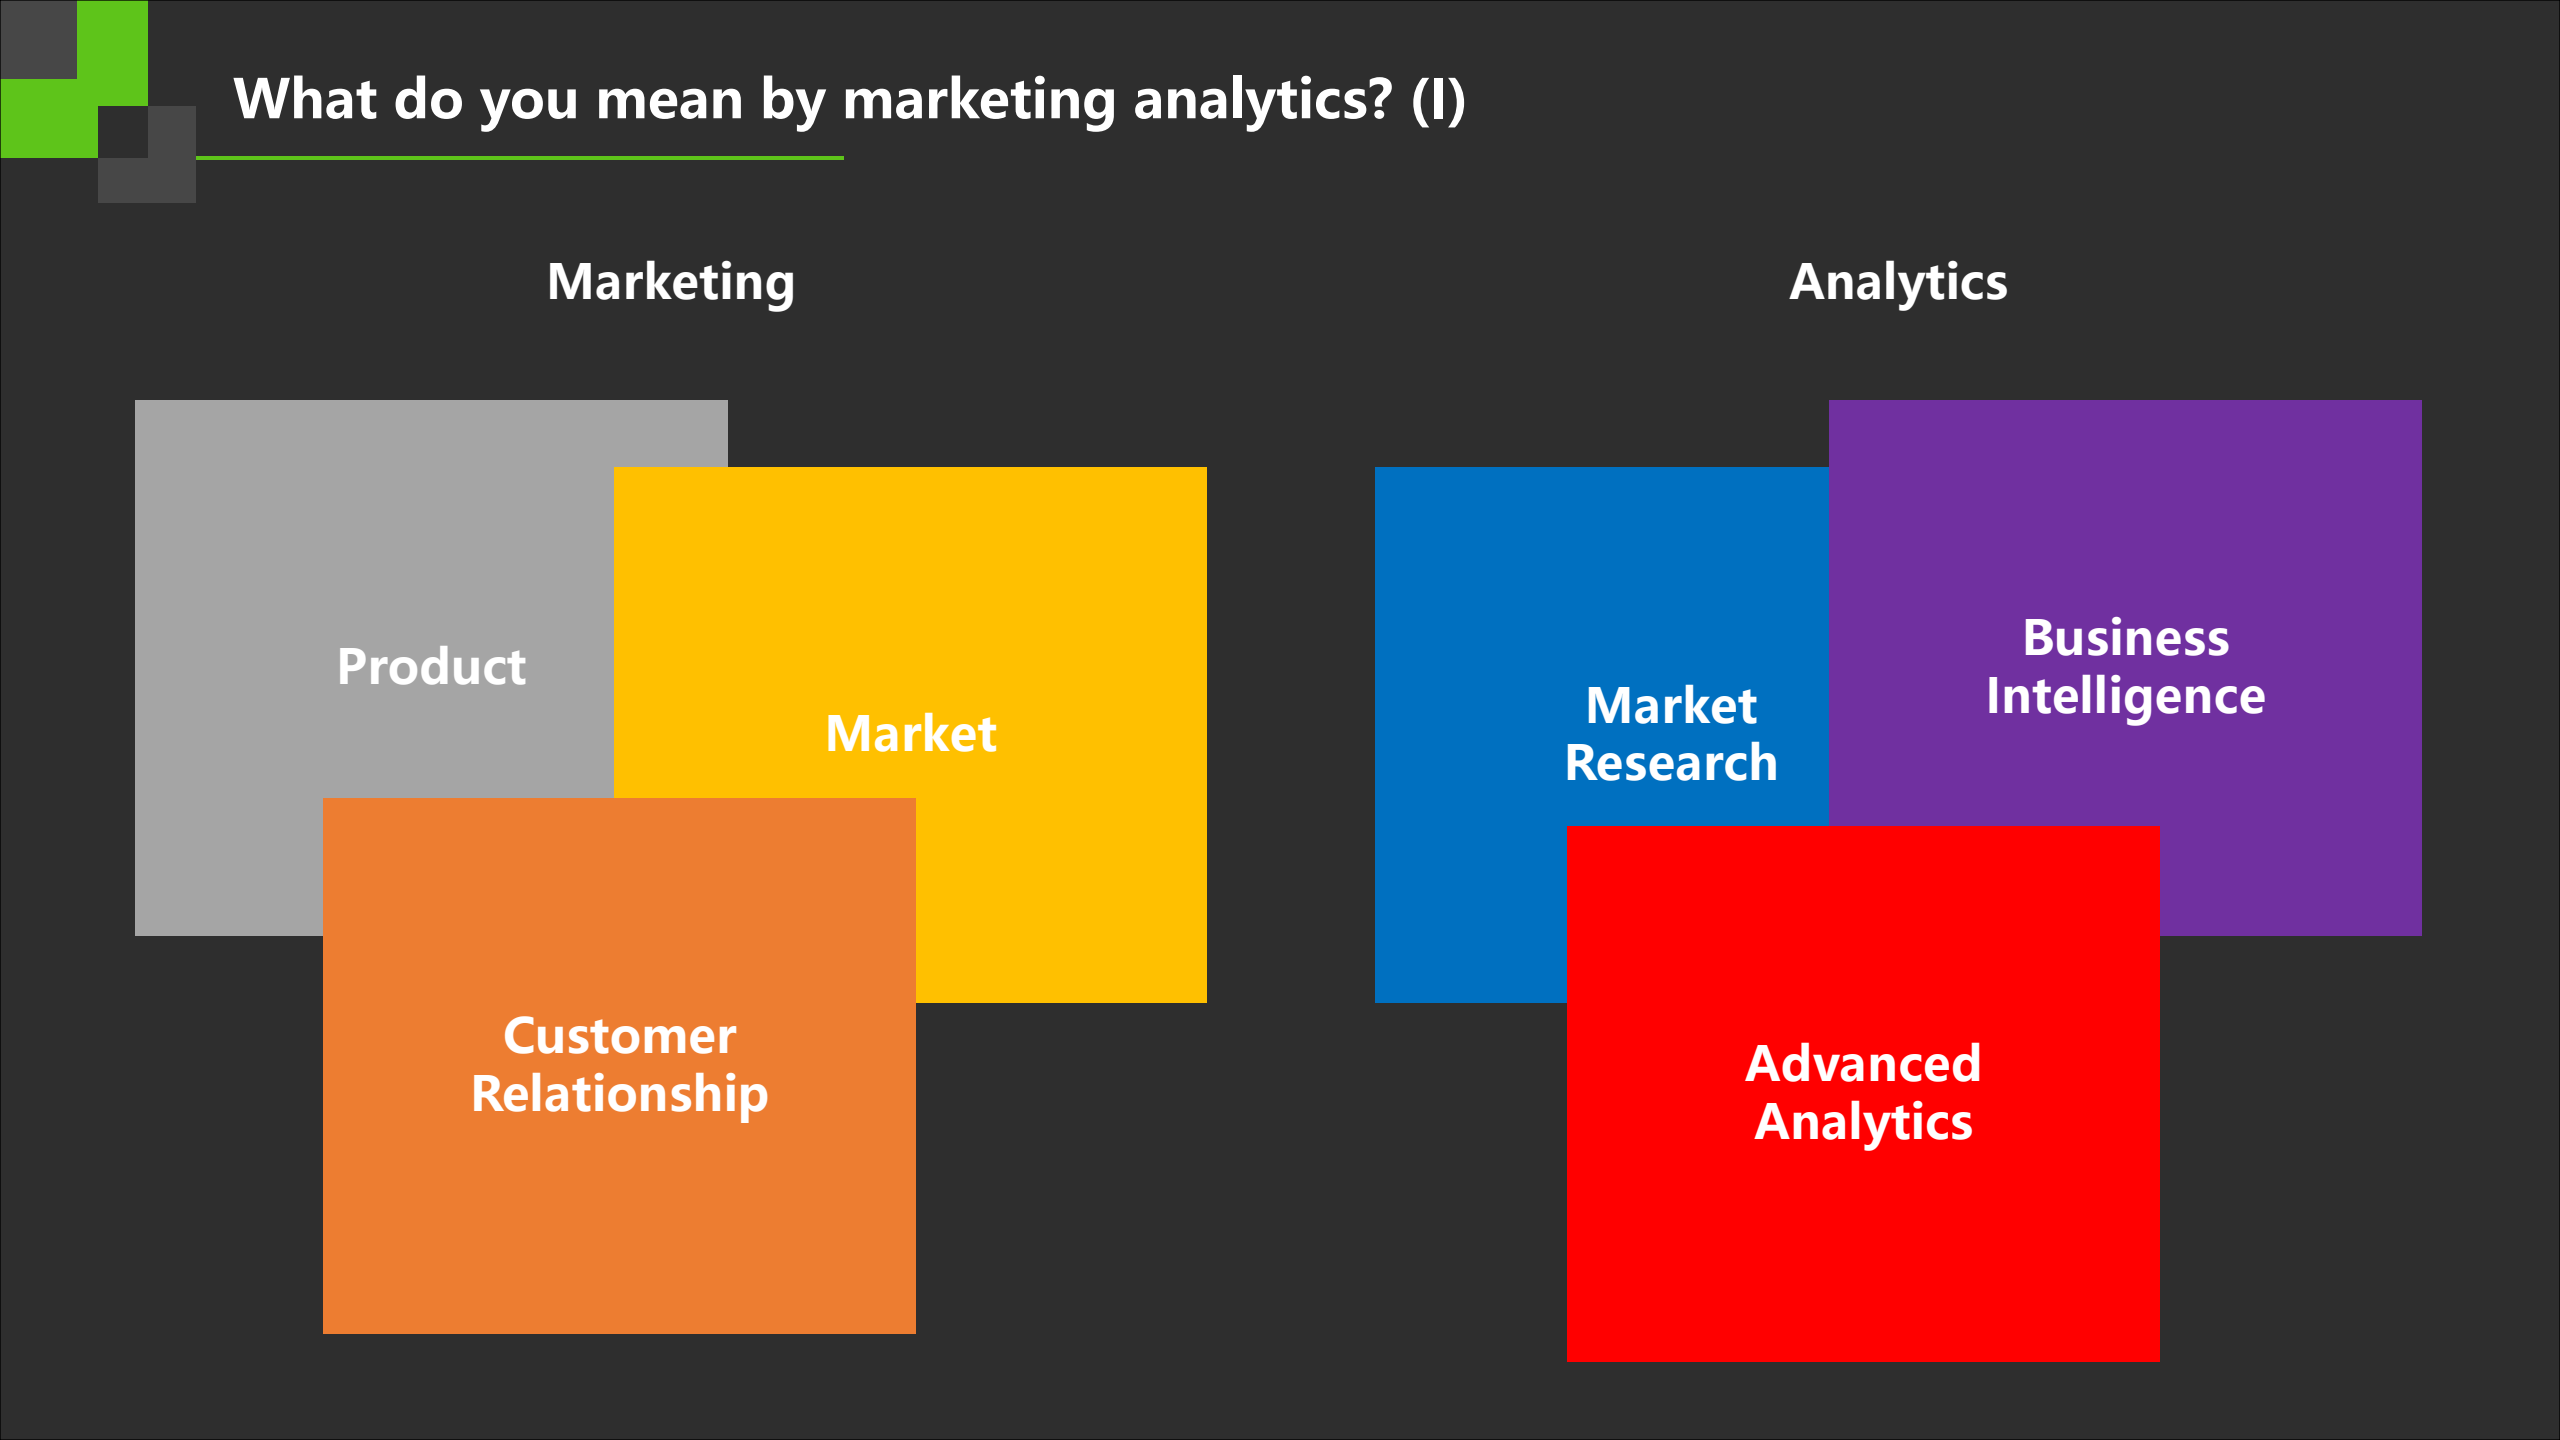 What do you mean by marketing analytics? (I)
Marketing
Analytics
Product
Market
Customer
Relationship
Market
Research
Business
Intelligence
Advanced
Analytics